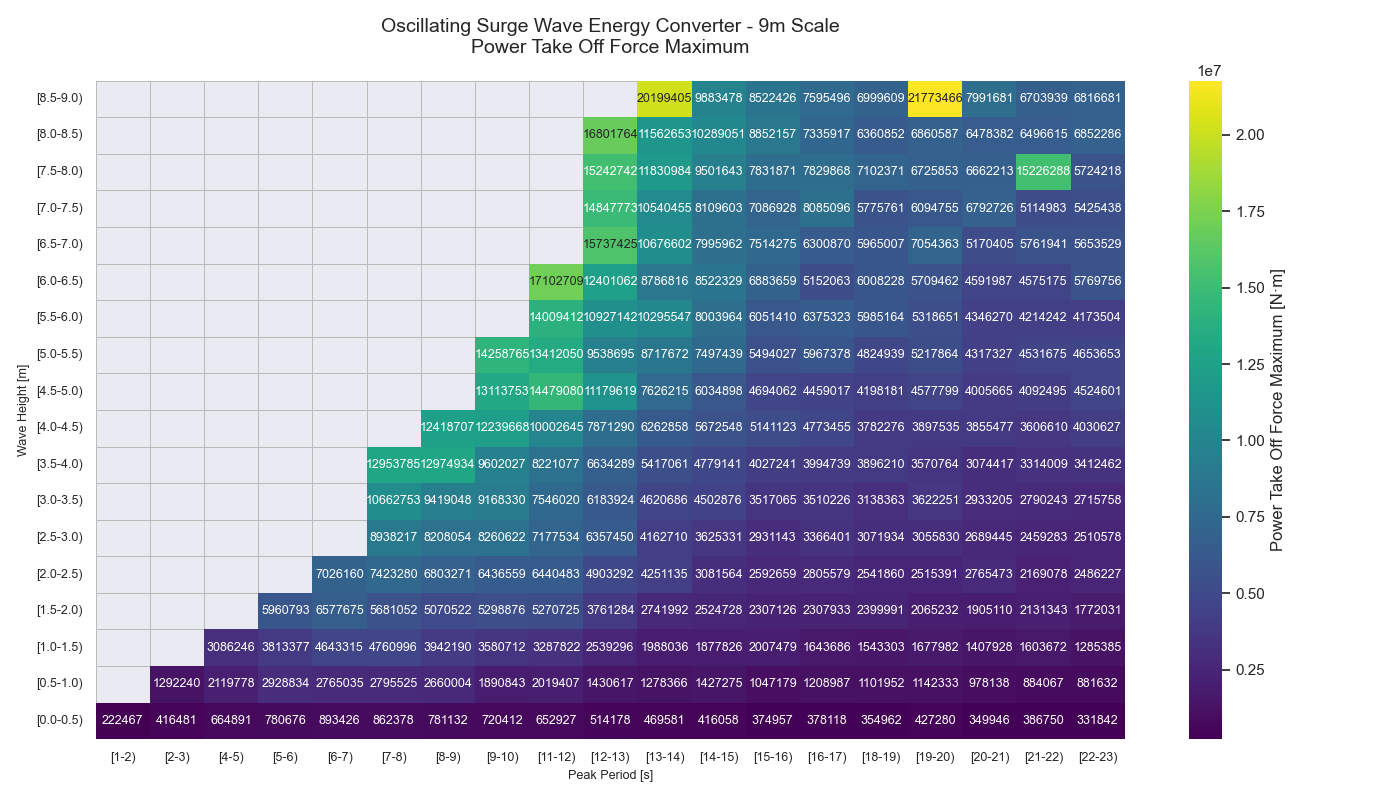 Oscillating Surge Wave Energy Converter - 9m Scale
Power Take Off Force Maximum
1e7
[8.5-9.0) 20199405 9883478 8522426 7595496 6999609 21773466 7991681 6703939 6816681
[8.0-8.5) 16801764 11562653 10289051 8852157 7335917 6360852 6860587 6478382 6496615 6852286
[7.5-8.0) 15242742 11830984 9501643 7831871 7829868 7102371 6725853 6662213 15226288 5724218
[7.0-7.5) 14847773 10540455 8109603 7086928 8085096 5775761 6094755 6792726 5114983 5425438
[6.5-7.0) 15737425 10676602 7995962 7514275 6300870 5965007 7054363 5170405 5761941 5653529
[6.0-6.5) 17102709 12401062 8786816 8522329 6883659 5152063 6008228 5709462 4591987 4575175 5769756
[5.5-6.0) 14009412 10927142 10295547 8003964 6051410 6375323 5985164 5318651 4346270 4214242 4173504
[5.0-5.5) 14258765 13412050 9538695 8717672 7497439 5494027 5967378 4824939 5217864 4317327 4531675 4653653
[4.5-5.0) 13113753 14479080 11179619 7626215 6034898 4694062 4459017 4198181 4577799 4005665 4092495 4524601
[4.0-4.5) 12418707 12239668 10002645 7871290 6262858 5672548 5141123 4773455 3782276 3897535 3855477 3606610 4030627
[3.5-4.0) 12953785 12974934 9602027 8221077 6634289 5417061 4779141 4027241 3994739 3896210 3570764 3074417 3314009 3412462
[3.0-3.5) 10662753 9419048 9168330 7546020 6183924 4620686 4502876 3517065 3510226 3138363 3622251 2933205 2790243 2715758
[2.5-3.0) 8938217 8208054 8260622 7177534 6357450 4162710 3625331 2931143 3366401 3071934 3055830 2689445 2459283 2510578
[2.0-2.5) 7026160 7423280 6803271 6436559 6440483 4903292 4251135 3081564 2592659 2805579 2541860 2515391 2765473 2169078 2486227
[1.5-2.0) 5960793 6577675 5681052 5070522 5298876 5270725 3761284 2741992 2524728 2307126 2307933 2399991 2065232 1905110 2131343 1772031
[1.0-1.5) 3086246 3813377 4643315 4760996 3942190 3580712 3287822 2539296 1988036 1877826 2007479 1643686 1543303 1677982 1407928 1603672 1285385
[0.5-1.0) 1292240 2119778 2928834 2765035 2795525 2660004 1890843 2019407 1430617 1278366 1427275 1047179 1208987 1101952 1142333 978138 884067 881632
[0.0-0.5) 222467 416481 664891 780676 893426 862378 781132 720412 652927 514178 469581 416058 374957 378118 354962 427280 349946 386750 331842
[1-2) [2-3) [4-5) [5-6) [6-7) [7-8) [8-9) [9-10) [11-12) [12-13) [13-14) [14-15) [15-16) [16-17) [18-19) [19-20) [20-21) [21-22) [22-23)
Peak Period [s]
Wave Height [m]
2.00
1.75
1.50
1.25
1.00
0.75
0.50
0.25
Power Take Off Force Maximum [N·m]